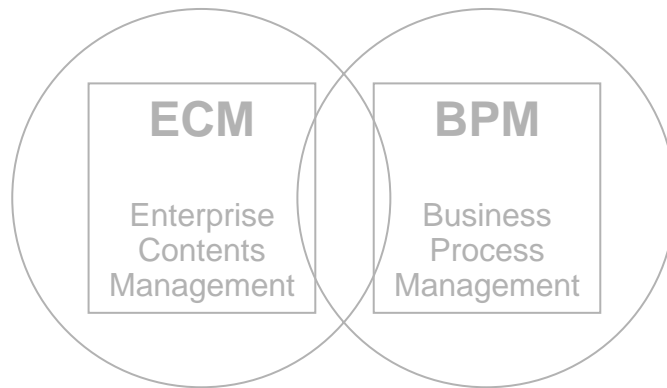 ECM
Enterprise
Contents
Management
BPM
Business
Process
Management